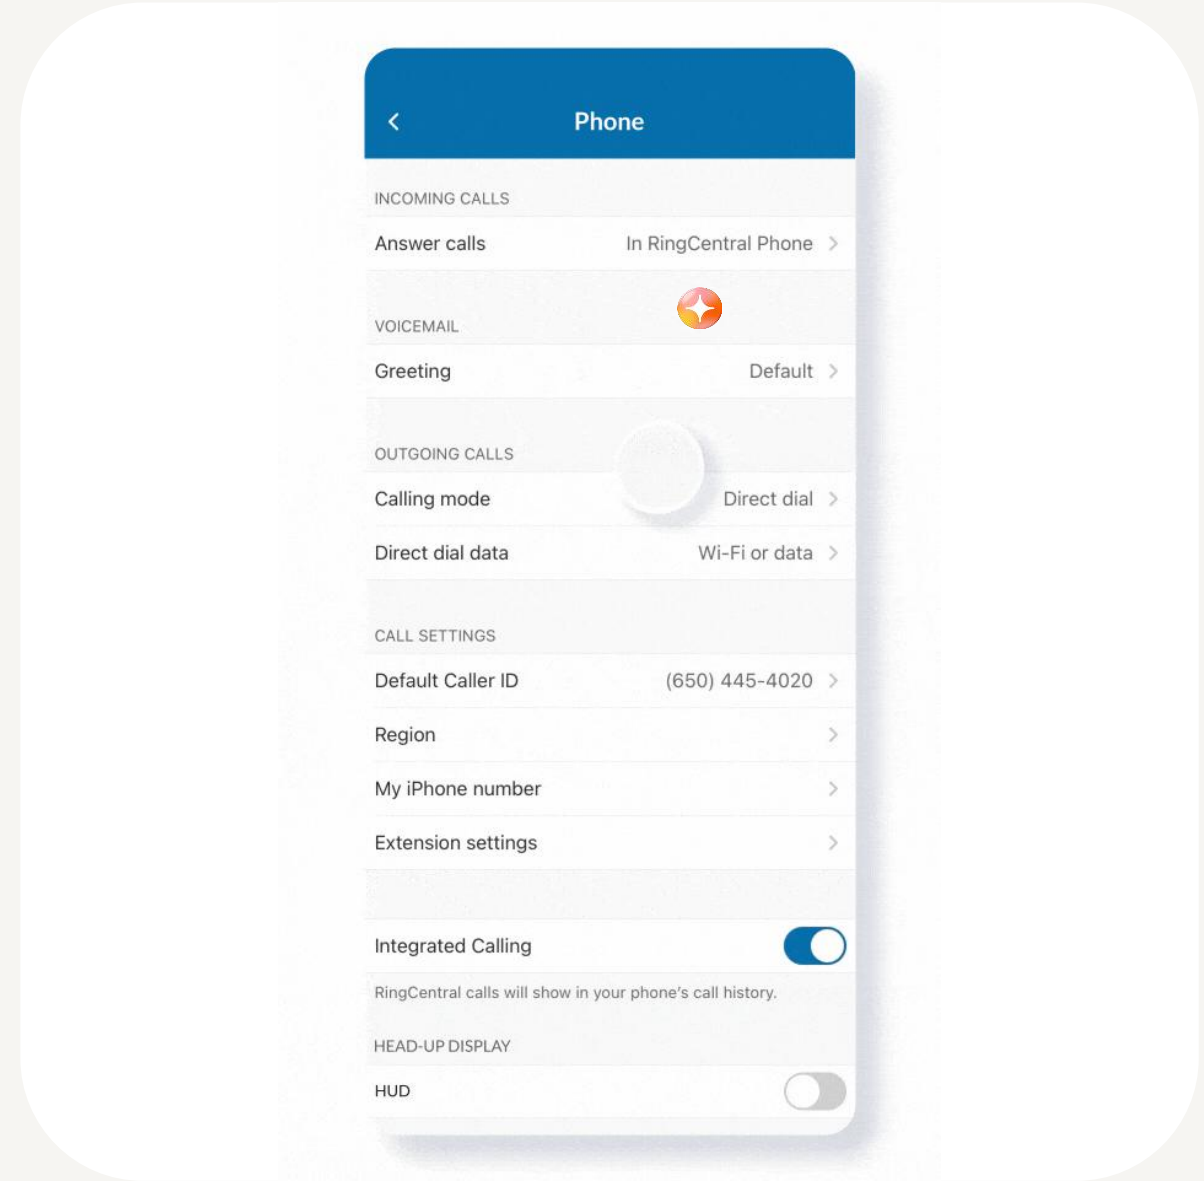 Phone
INCOMING CALLS
Answer calls In RingCentral Phone
VOICEMAIL
Greeting Default
OUTGOING CALLS
Calling mode Direct dial
Direct dial data Wi-Fi or data
CALL SETTINGS
Default Caller ID (650) 445-4020
Region
My iPhone number
Extension settings
Integrated Calling
RingCentral calls will show in your phone's call history.
HEAD-UP DISPLAY
HUD